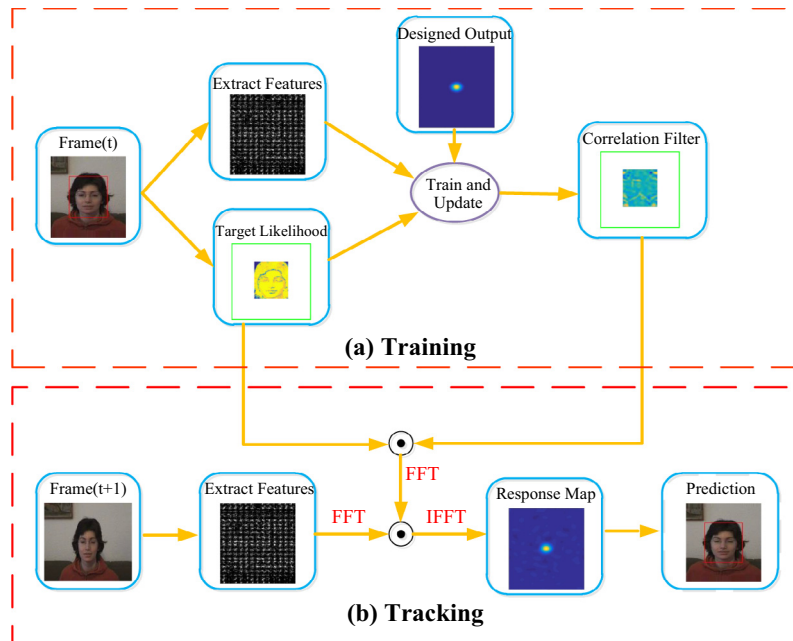 Designed Output
Extract Features
Frame(t)
Correlation Filter
Train and
Update
Target Likelihood
(a) Training
FFT
Frame(t+1)
Extract Features
FFT
IFFT
Response Map
Prediction
(b) Tracking